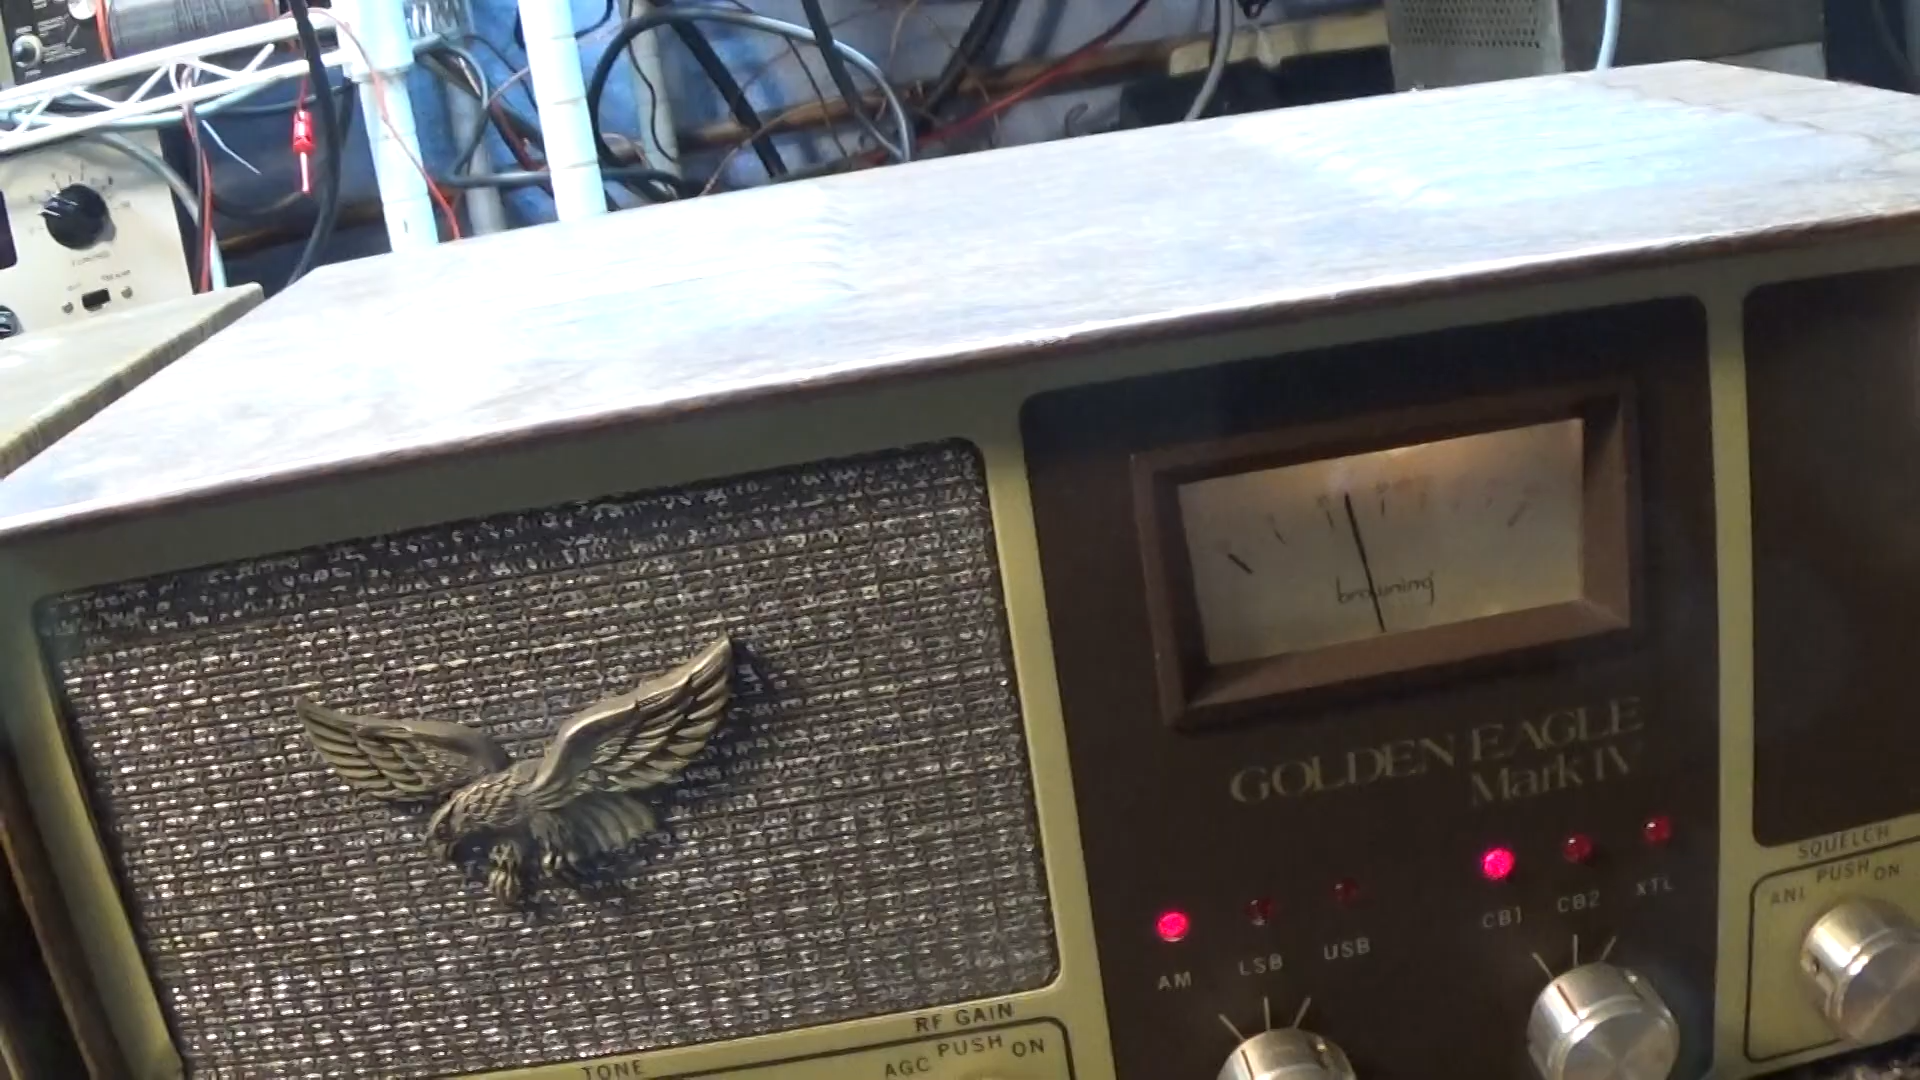 browning
GOLDEN EAGLE
Mark IV
AM
LSB
USB
CB1
CB2
XTL
SQUELCH
ANL
PUSH
ON
RF GAIN
TONE
AGC
PUSH
ON